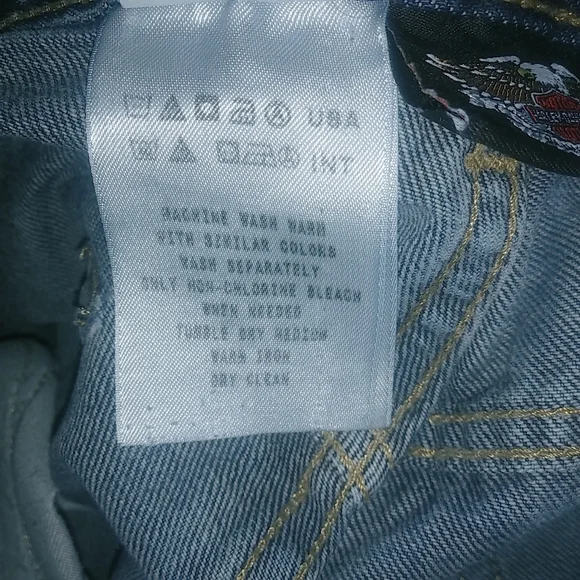 USA
INT
MACHINE WASH WARM
WITH SIMILAR COLORS
WASH SEPARATELY
ONLY NON-CHLORINE BLEACH
WHEN NEEDED
TUMBLE DRY MEDIUM
WARM IRON
DRY CLEAN
MOTOR